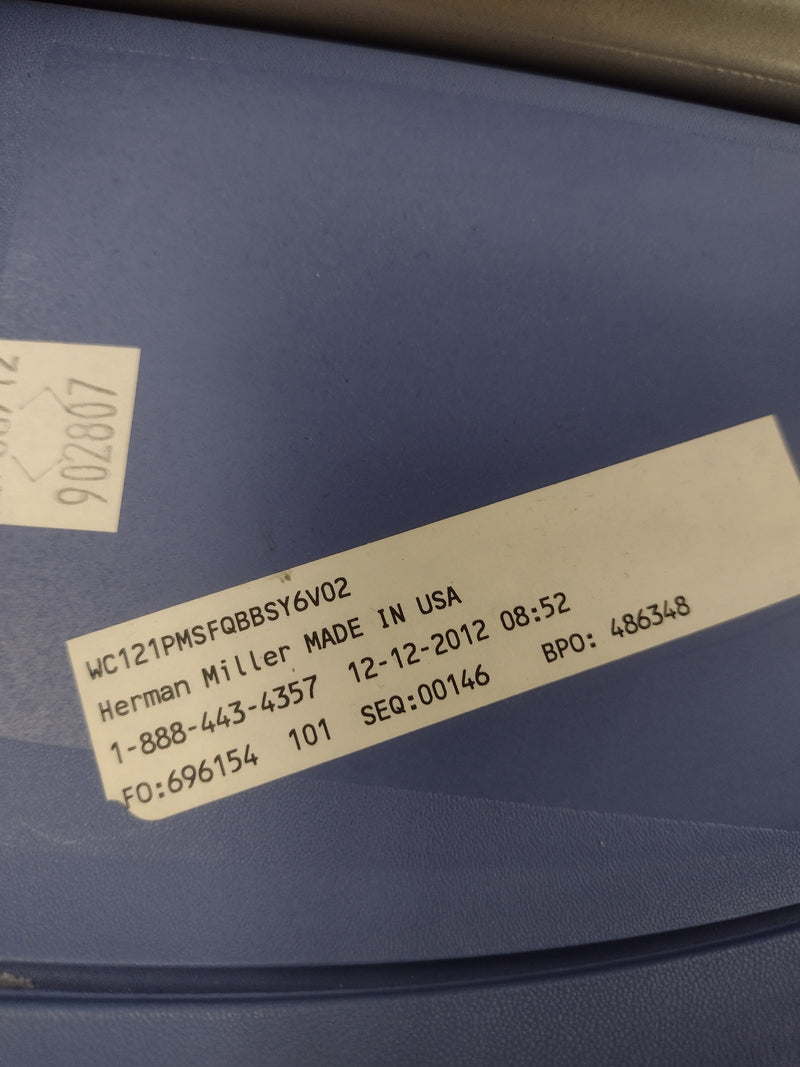 902807
WC121PMSFQBBSY6V02
Herman Miller MADE IN USA
1-888-443-4357 12-12-2012 08:52
FO:696154 101 SEQ:00146 BPO: 486348